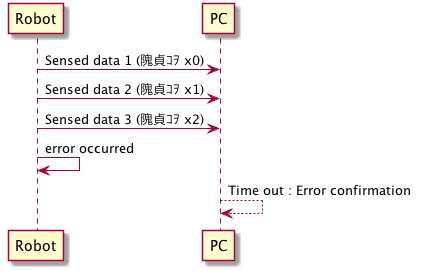 Robot
PC
Sensed data 1 (隗貞ｺｦ x0)
Sensed data 2 (隗貞ｺｦ x1)
Sensed data 3 (隗貞ｺｦ x2)
error occurred
Time out : Error confirmation
Robot
PC